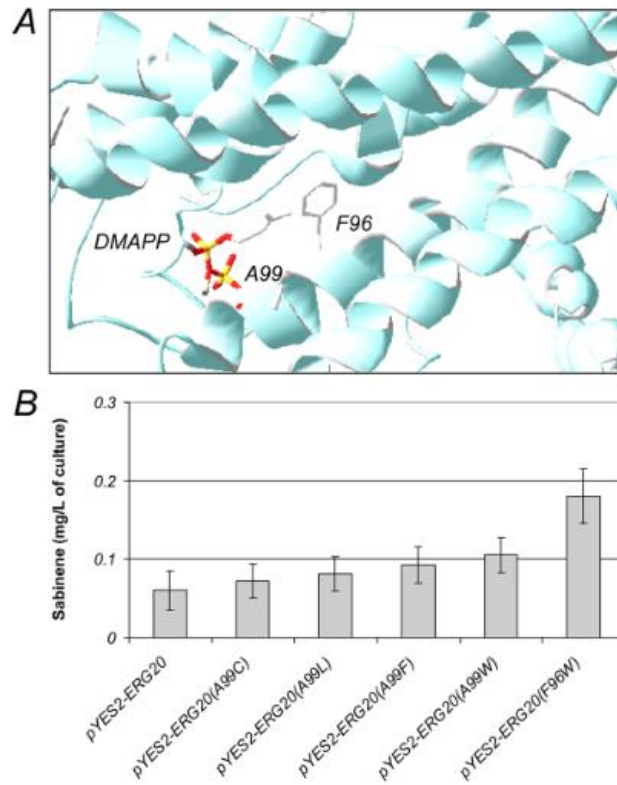 A
DMAPP
F96
A99
B
Sabinene (mg/L of culture)
0.3
0.2
0.1
0
pYES2-ERG20
pYES2-ERG20(A99C)
pYES2-ERG20(A99L)
pYES2-ERG20(A99F)
pYES2-ERG20(A99W)
pYES2-ERG20(F96W)